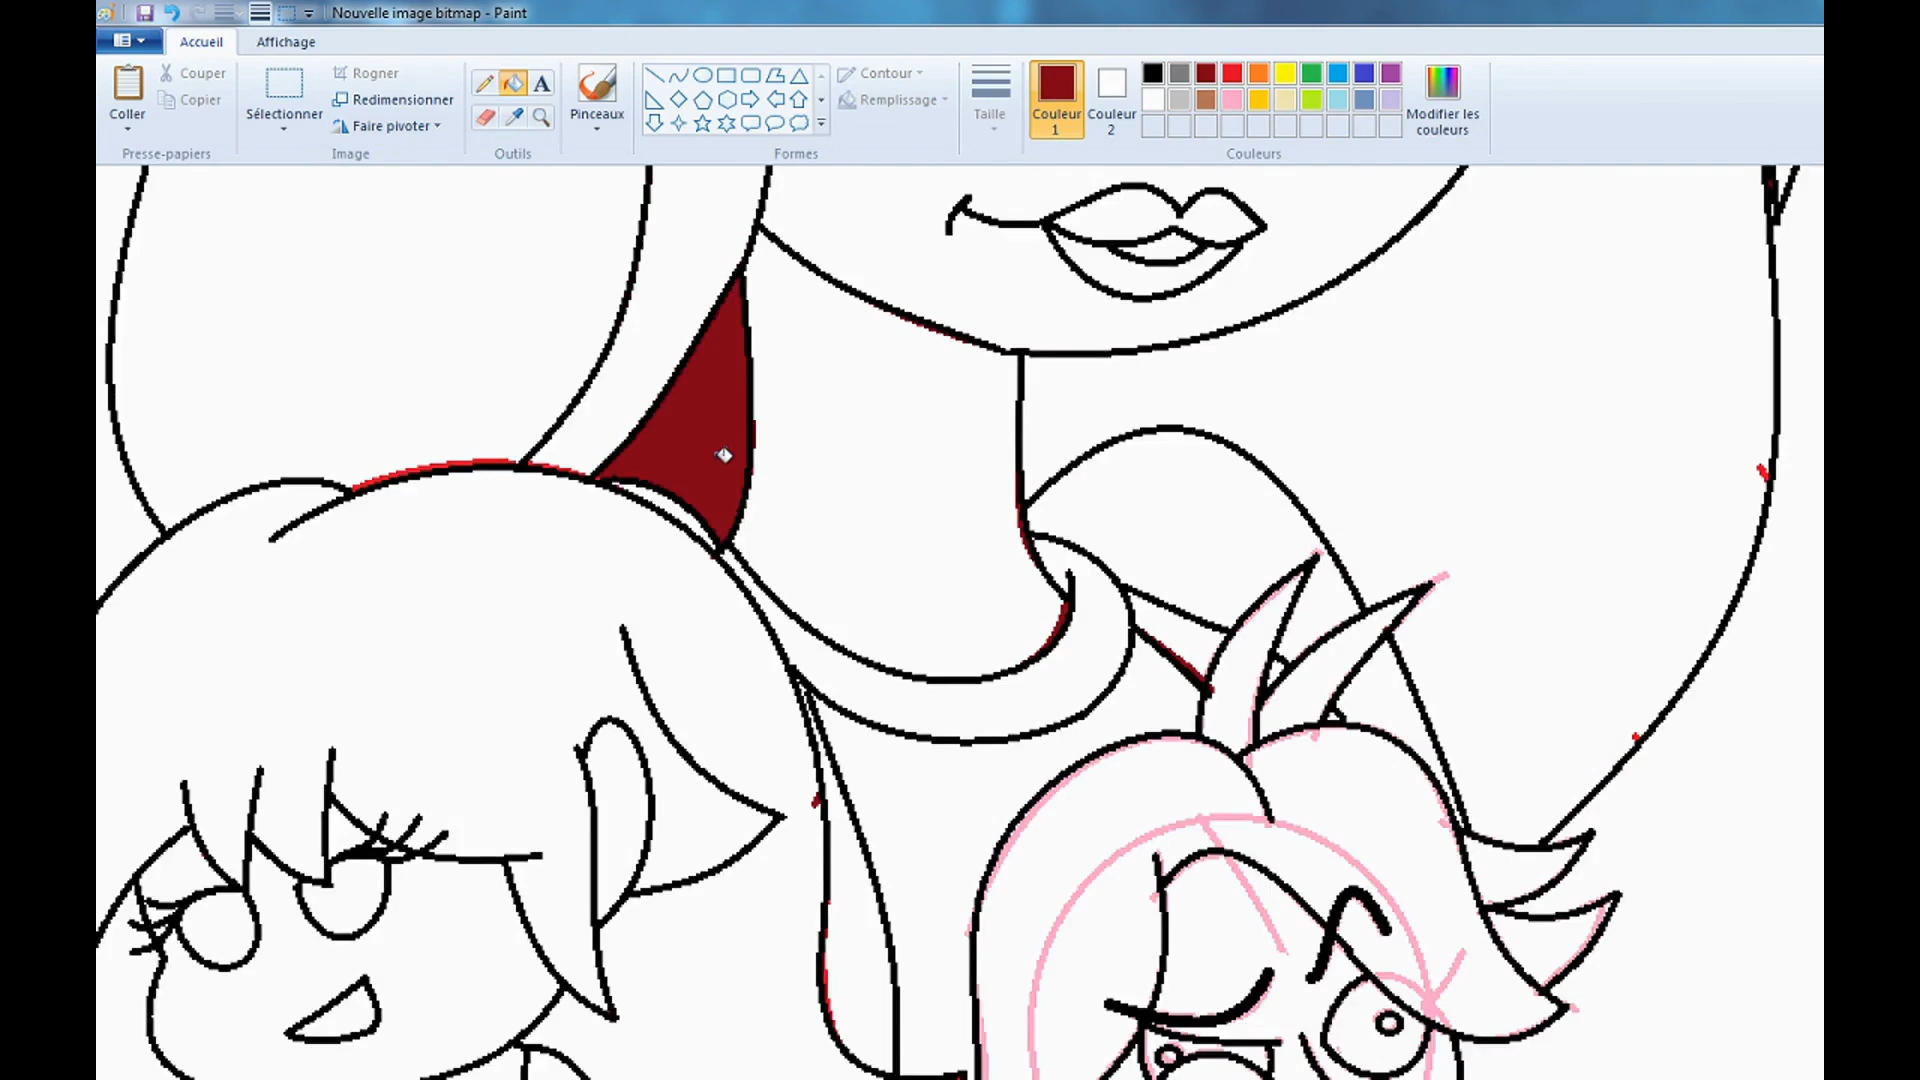 Nouvelle image bitmap - Paint
Accueil
Affichage
Coller
Couper
Copier
Presse-papiers
Sélectionner
Rogner
Redimensionner
Faire pivoter
Image
A
Outils
Pinceaux
Contour
Remplissage
Formes
Taille
Couleur
1
Couleur
2
Modifier les
couleurs
Couleurs